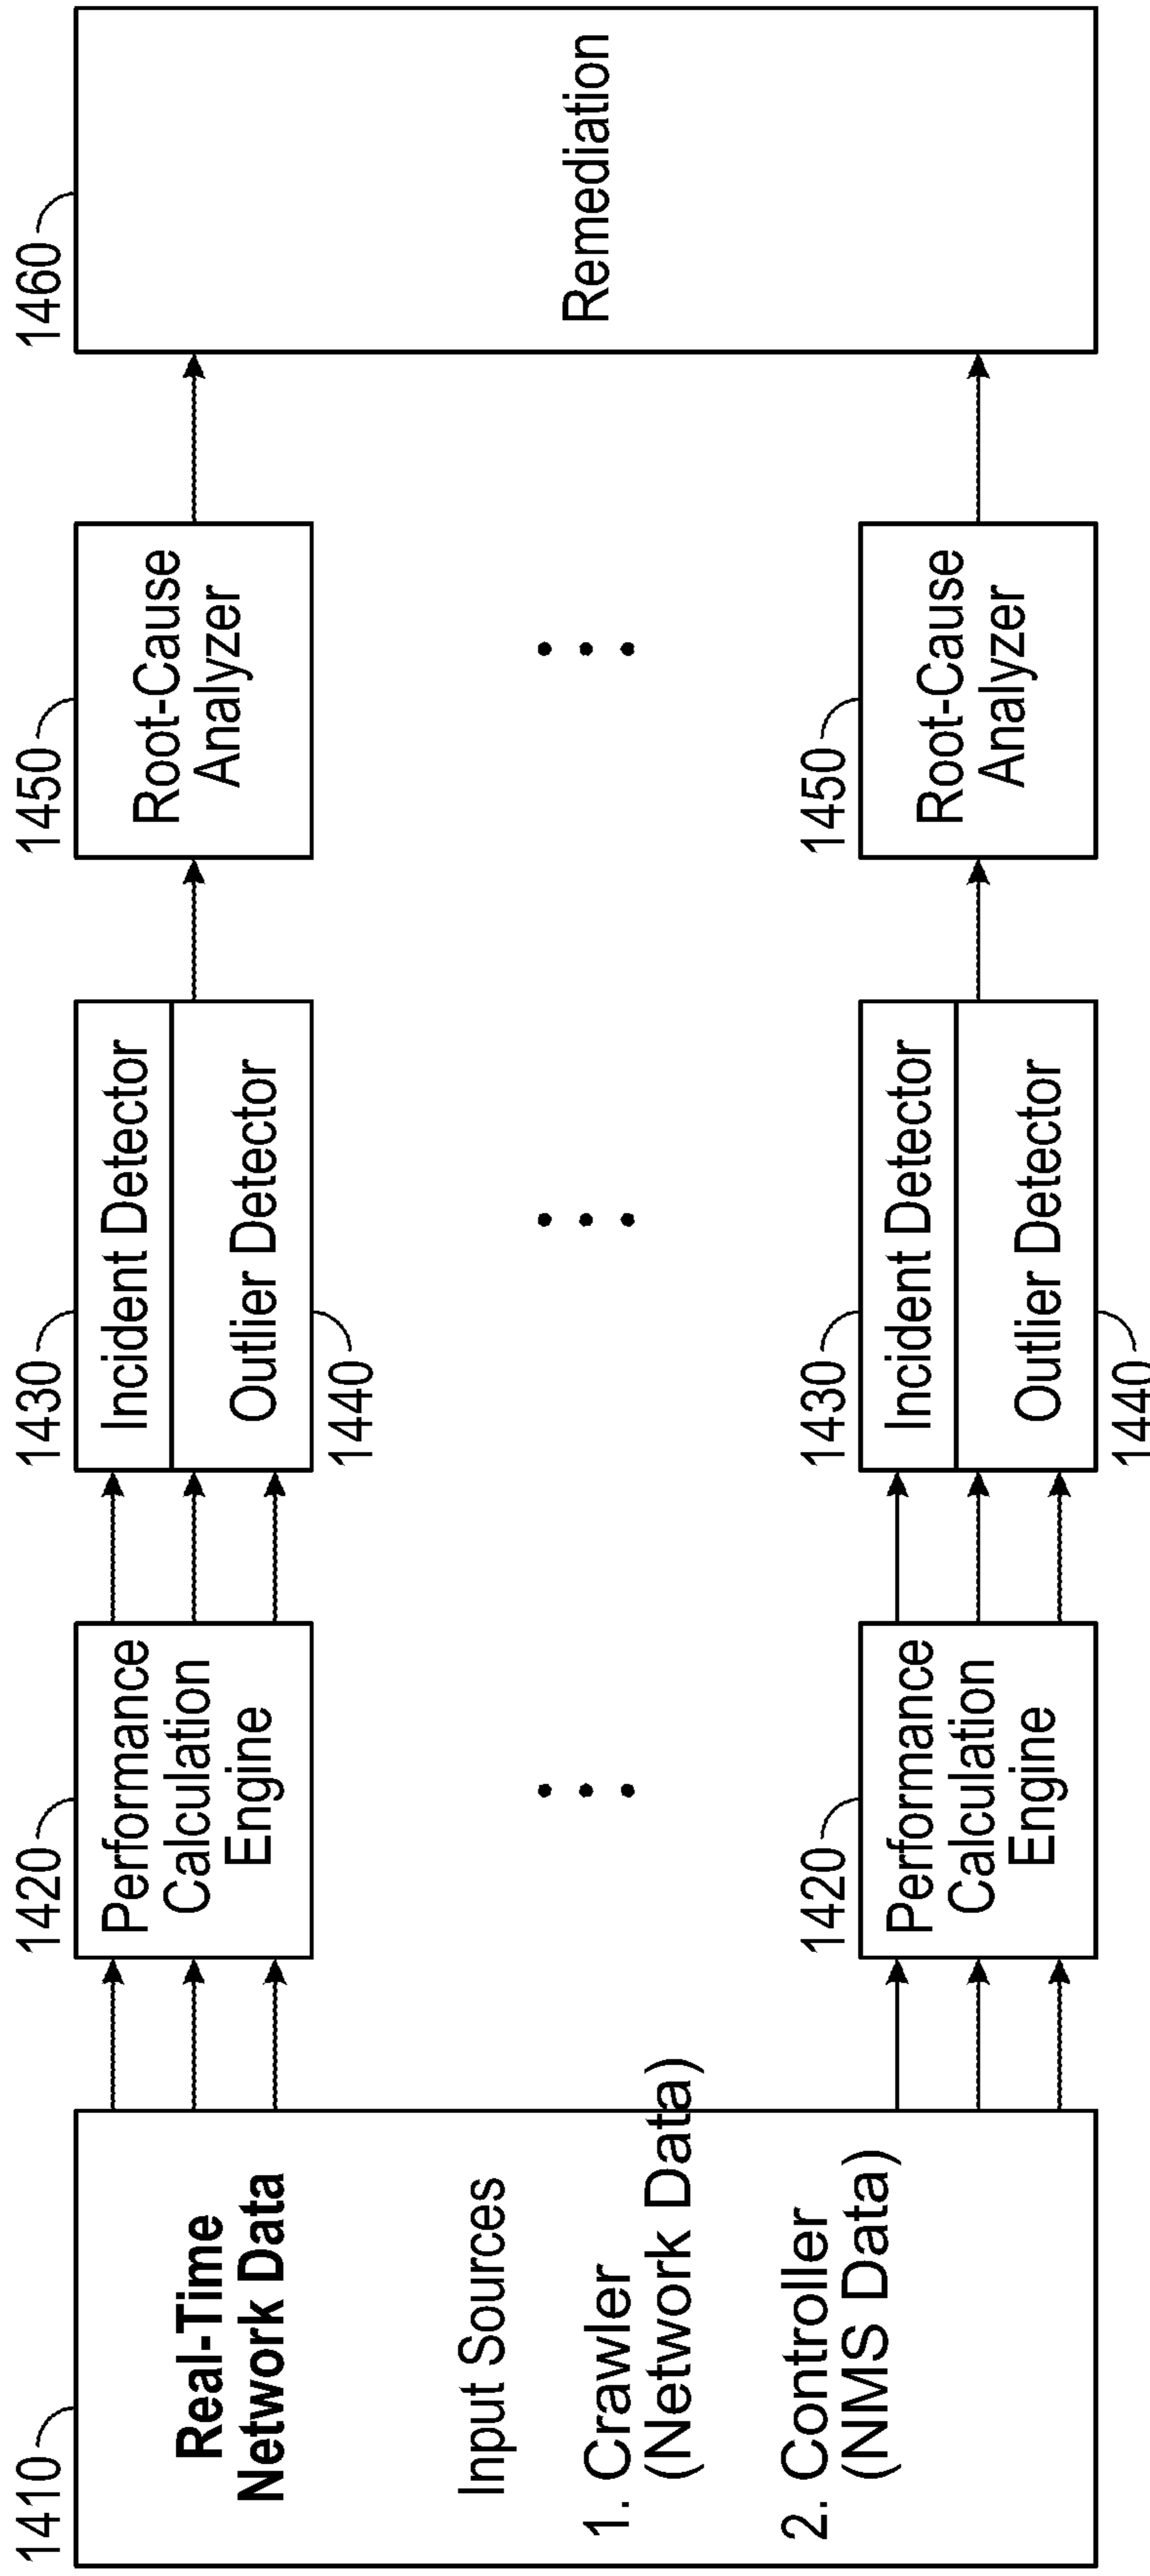 1410
Real-Time
Network Data
Input Sources
1. Crawler
(Network Data)
2. Controller
(NMS Data)
1420
Performance
Calculation
Engine
1430
Incident Detector
Outlier Detector
1440
1450
Root-Cause
Analyzer
1460
Remediation
1420
Performance
Calculation
Engine
1430
Incident Detector
Outlier Detector
1440
1450
Root-Cause
Analyzer